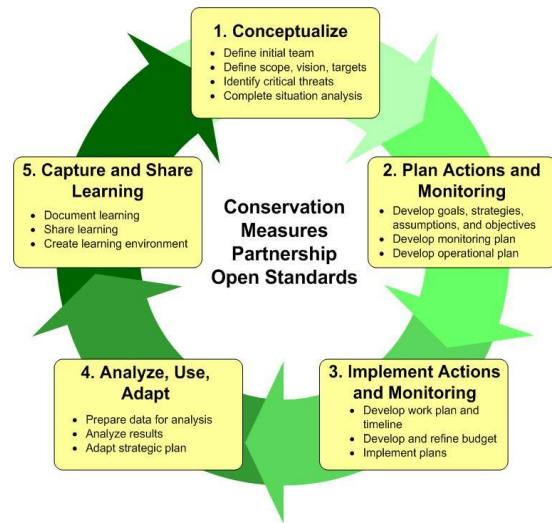 1. Conceptualize
• Define initial team
• Define scope, vision, targets
• Identify critical threats
• Complete situation analysis
2. Plan Actions and
Monitoring
• Develop goals, strategies,
assumptions, and objectives
• Develop monitoring plan
• Develop operational plan
3. Implement Actions
and Monitoring
• Develop work plan and
timeline
• Develop and refine budget
• Implement plans
4. Analyze, Use,
Adapt
• Prepare data for analysis
• Analyze results
• Adapt strategic plan
5. Capture and Share
Learning
• Document learning
• Share learning
• Create learning environment
Conservation
Measures
Partnership
Open Standards